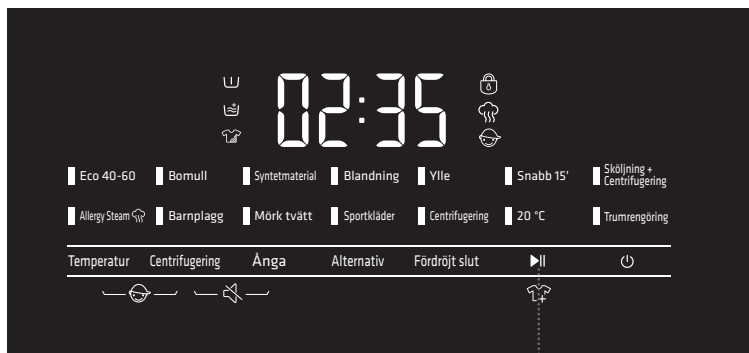 02:35
Eco 40-60 Bomull Syntetmaterial Blandning Ylle Snabb 15' Sköljning +
Centrifugering
Allergy Steam Barnplagg Mörk tvätt Sportkläder Centrifugering 20 °C Trumrengöring
Temperatur Centrifugering Ånga Alternativ Fördröjt slut